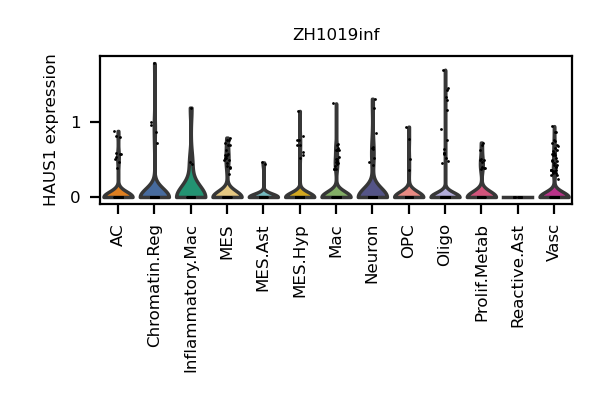 ZH1019inf
HAUS1 expression
1
0
AC
Chromatin.Reg
Inflammatory.Mac
MES
MES.Ast
MES.Hyp
Mac
Neuron
OPC
Oligo
Prolif.Metab
Reactive.Ast
Vasc